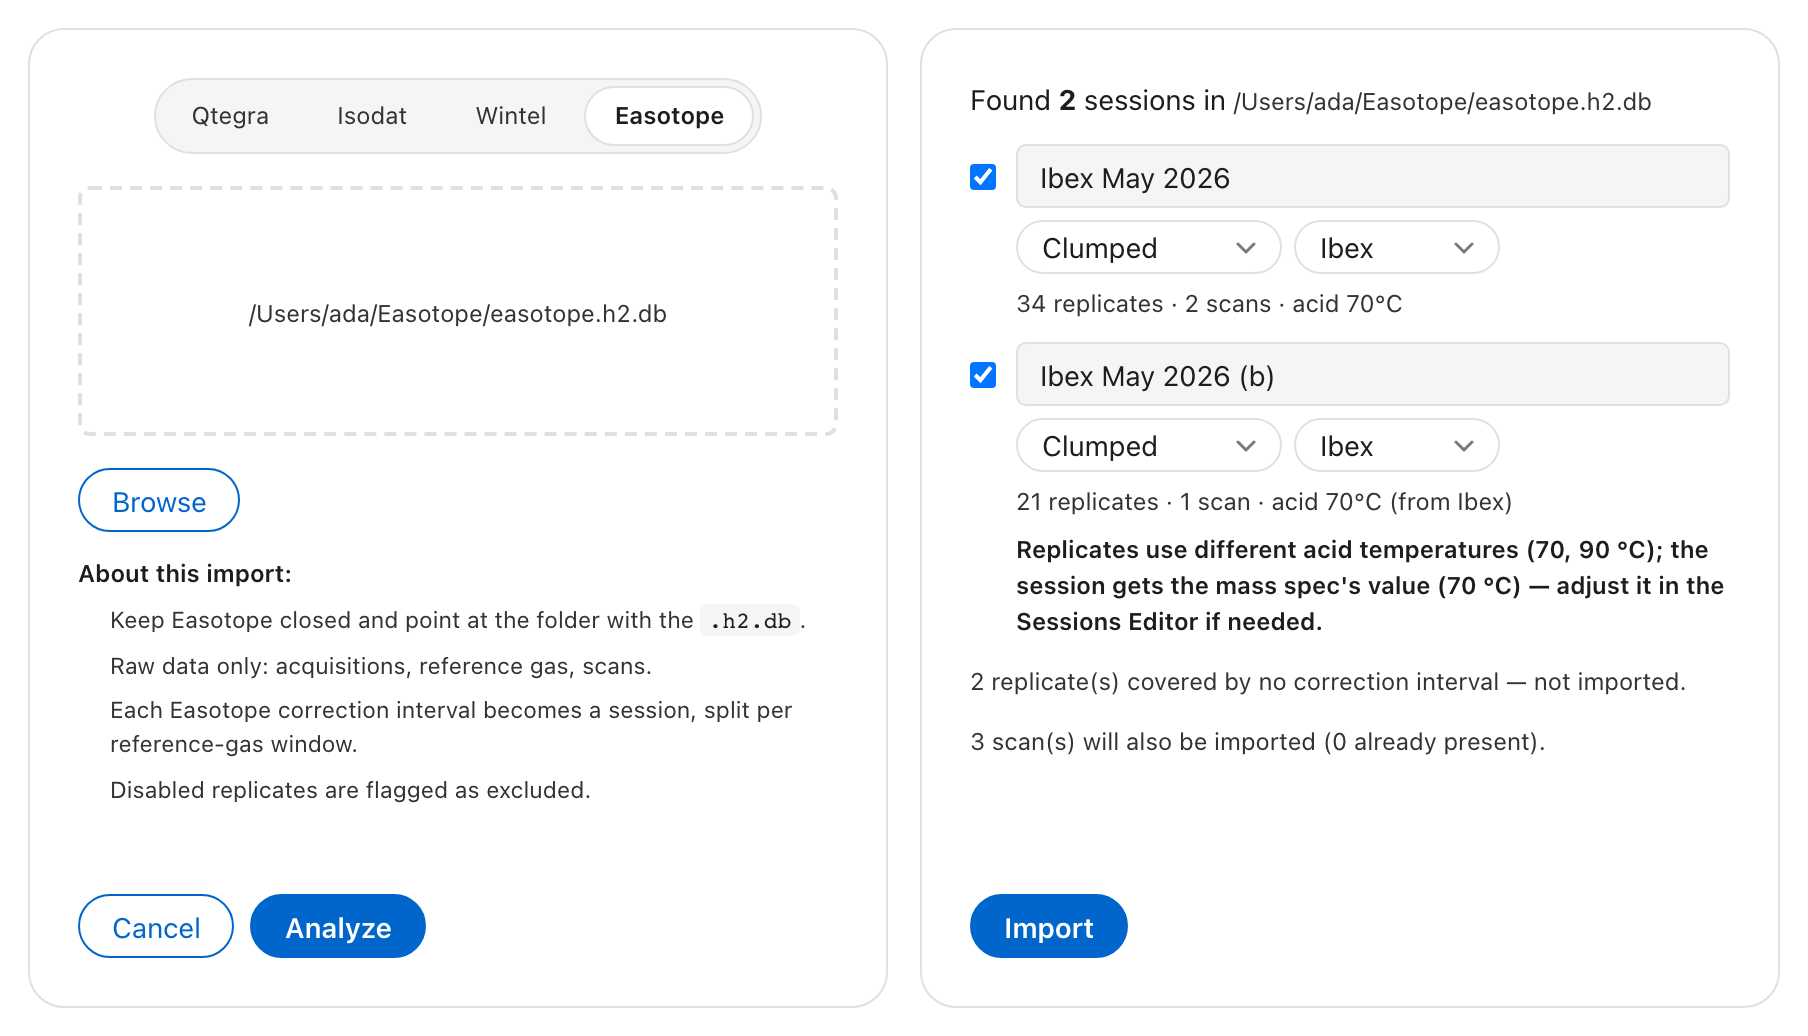 Qtegra Isodat Wintel Easotope
/Users/ada/Easotope/easotope.h2.db
Browse
About this import:
Keep Easotope closed and point at the folder with the .h2.db.
Raw data only: acquisitions, reference gas, scans.
Each Easotope correction interval becomes a session, split per
reference-gas window.
Disabled replicates are flagged as excluded.
Cancel Analyze
Found 2 sessions in /Users/ada/Easotope/easotope.h2.db
Ibex May 2026
Clumped Ibex
34 replicates · 2 scans · acid 70°C
Ibex May 2026 (b)
Clumped Ibex
21 replicates · 1 scan · acid 70°C (from Ibex)
Replicates use different acid temperatures (70, 90 °C); the
session gets the mass spec's value (70 °C) — adjust it in the
Sessions Editor if needed.
2 replicate(s) covered by no correction interval — not imported.
3 scan(s) will also be imported (0 already present).
Import